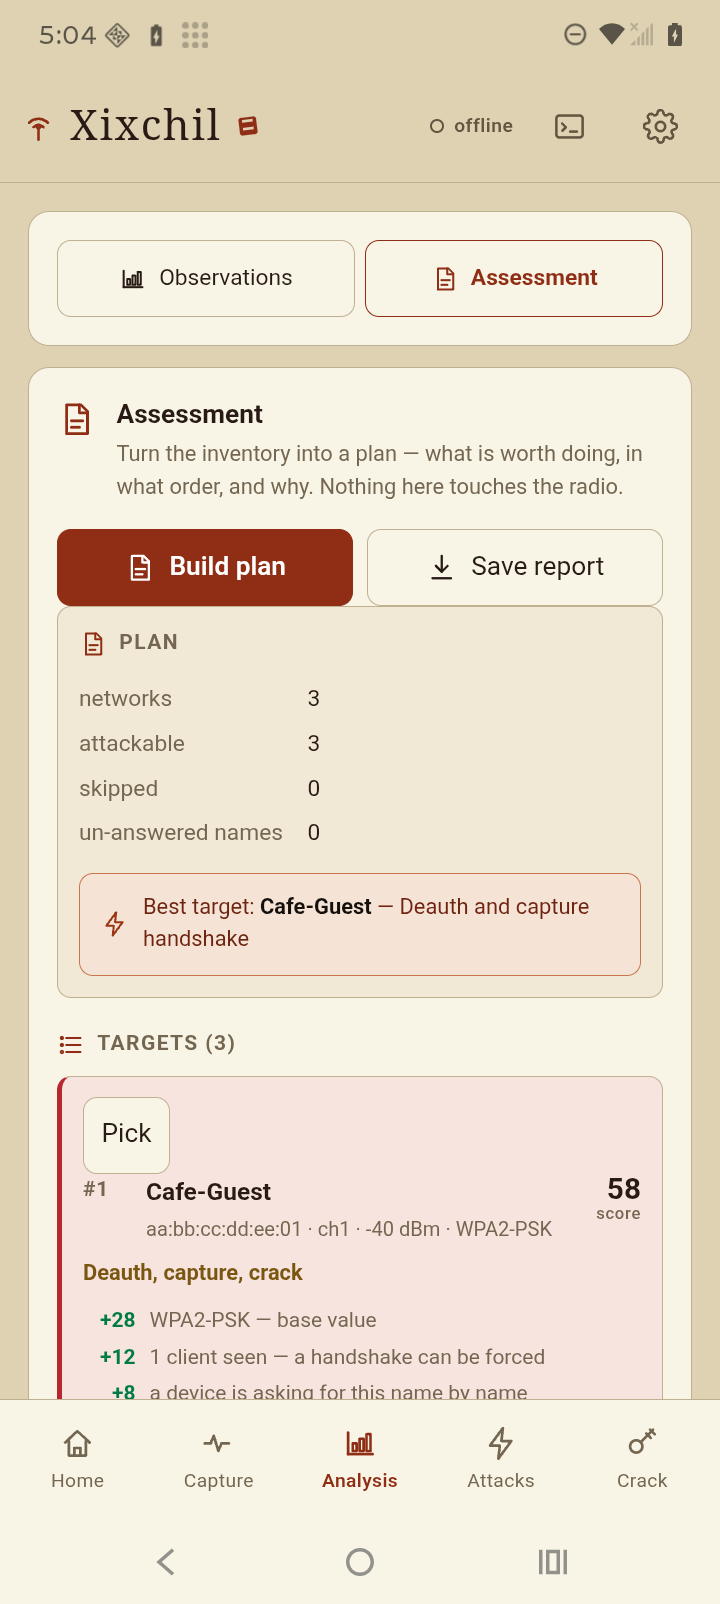 5:04
Xixchil
offline
Observations
Assessment
Assessment
Turn the inventory into a plan — what is worth doing, in
what order, and why. Nothing here touches the radio.
Build plan
Save report
PLAN
networks 3
attackable 3
skipped 0
un-answered names 0
Best target: Cafe-Guest — Deauth and capture
handshake
TARGETS (3)
Pick
#1 Cafe-Guest 58
score
aa:bb:cc:dd:ee:01 · ch1 · -40 dBm · WPA2-PSK
Deauth, capture, crack
+28 WPA2-PSK — base value
+12 1 client seen — a handshake can be forced
+8 a device is asking for this name by name
Home
Capture
Analysis
Attacks
Crack